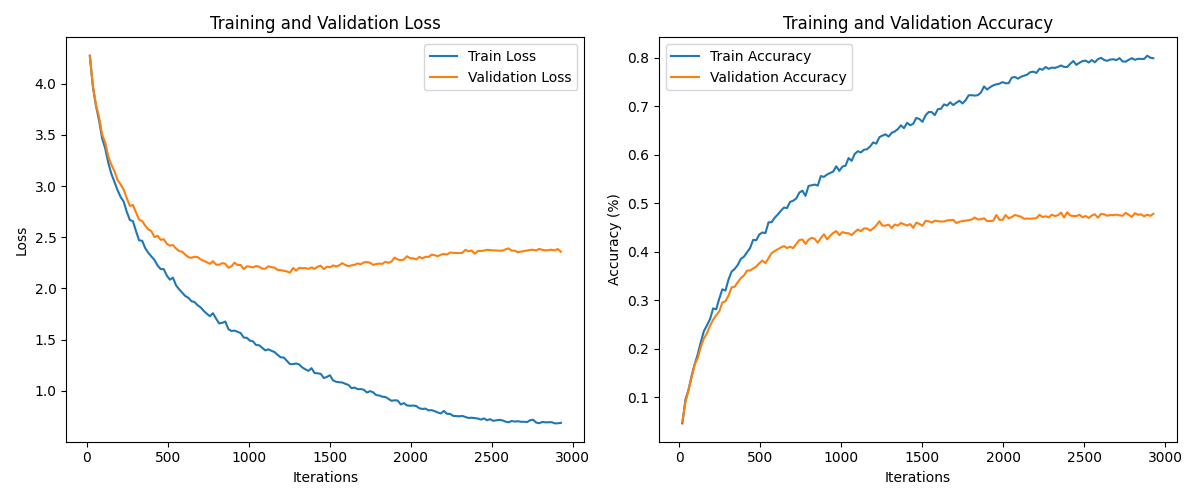 Training and Validation Loss
Train Loss
Validation Loss
Loss
4.0
3.5
3.0
2.5
2.0
1.5
1.0
0
500
1000
1500
2000
2500
3000
Iterations
Training and Validation Accuracy
Train Accuracy
Validation Accuracy
Accuracy (%)
0.8
0.7
0.6
0.5
0.4
0.3
0.2
0.1
0
500
1000
1500
2000
2500
3000
Iterations